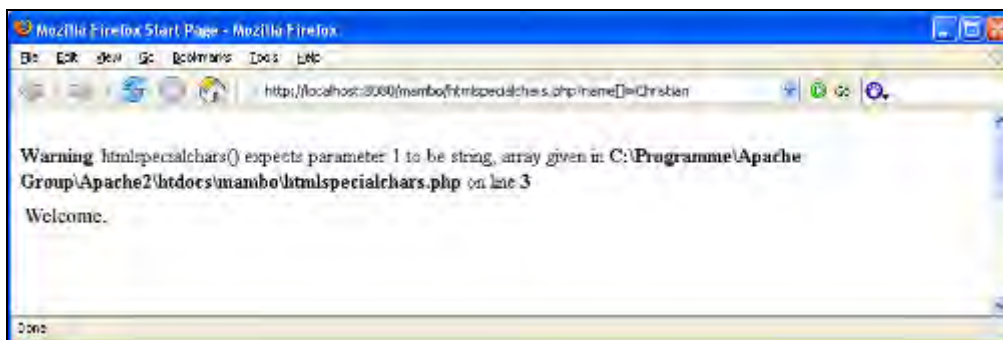 Mozilla Firefox Start Page - Mozilla Firefox
File Edit View Go Bookmarks Tools Help
http://localhost:8080/mambo/htmlspecialchars.php?name[]=Christian Go
Warning htmlspecialchars() expects parameter 1 to be string, array given in C:\Programme\Apache
Group\Apache2\htdocs\mambo\htmlspecialchars.php on line 3
Welcome.
Done